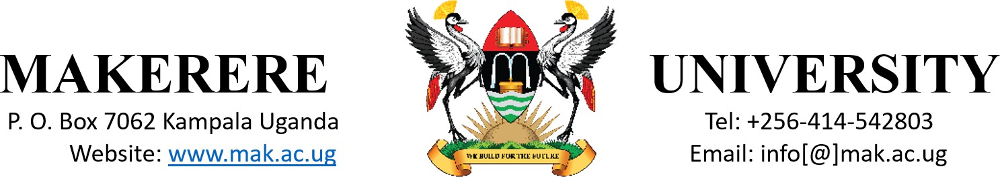 MAKERERE UNIVERSITY
P. O. Box 7062 Kampala Uganda
Website: www.mak.ac.ug
Tel: +256-414-542803
Email: info[@]mak.ac.ug
WE BUILD FOR THE FUTURE